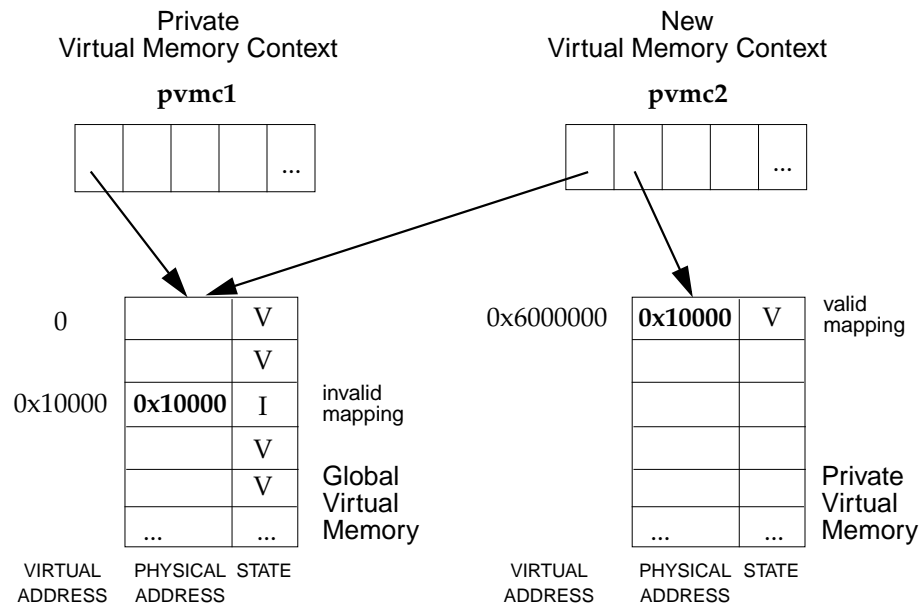 Private
Virtual Memory Context
pvmc1
...
New
Virtual Memory Context
pvmc2
...
0 V
V
0x10000 0x10000 I invalid
mapping
V
V
Global
Virtual
Memory
... ...
VIRTUAL
ADDRESS
PHYSICAL
ADDRESS
STATE
0x6000000 0x10000 V valid
mapping
Private
Virtual
Memory
... ...
VIRTUAL
ADDRESS
PHYSICAL
ADDRESS
STATE